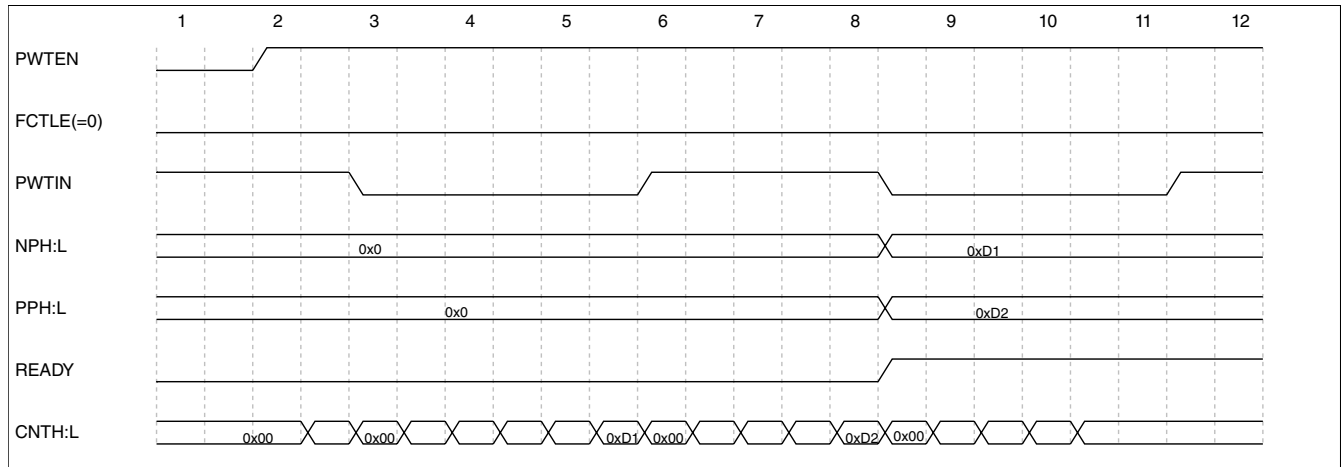 1 2 3 4 5 6 7 8 9 10 11 12
PWTEN
FCTLE(=0)
PWTIN
NPH:L 0x0 0xD1
PPH:L 0x0 0xD2
READY
CNTH:L 0x00 0x00 0xD1 0x00 0xD2 0x00